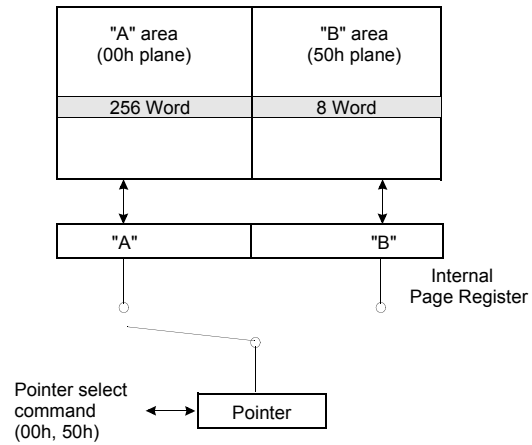 "A" area
(00h plane)
"B" area
(50h plane)
256 Word
8 Word
"A"
"B"
Internal
Page Register
Pointer select
command
(00h, 50h)
Pointer